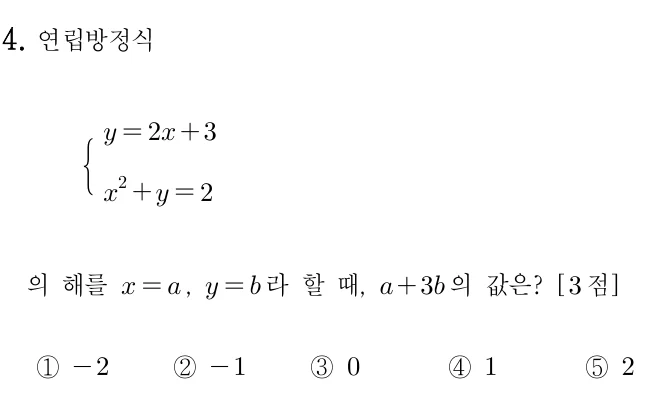 4. 연립방정식
y=2x+3
x²+y=2
의 해를 x=a, y=b라 할 때, a+3b의 값은? [3점]
① -2 ② -1 ③ 0 ④ 1 ⑤ 2